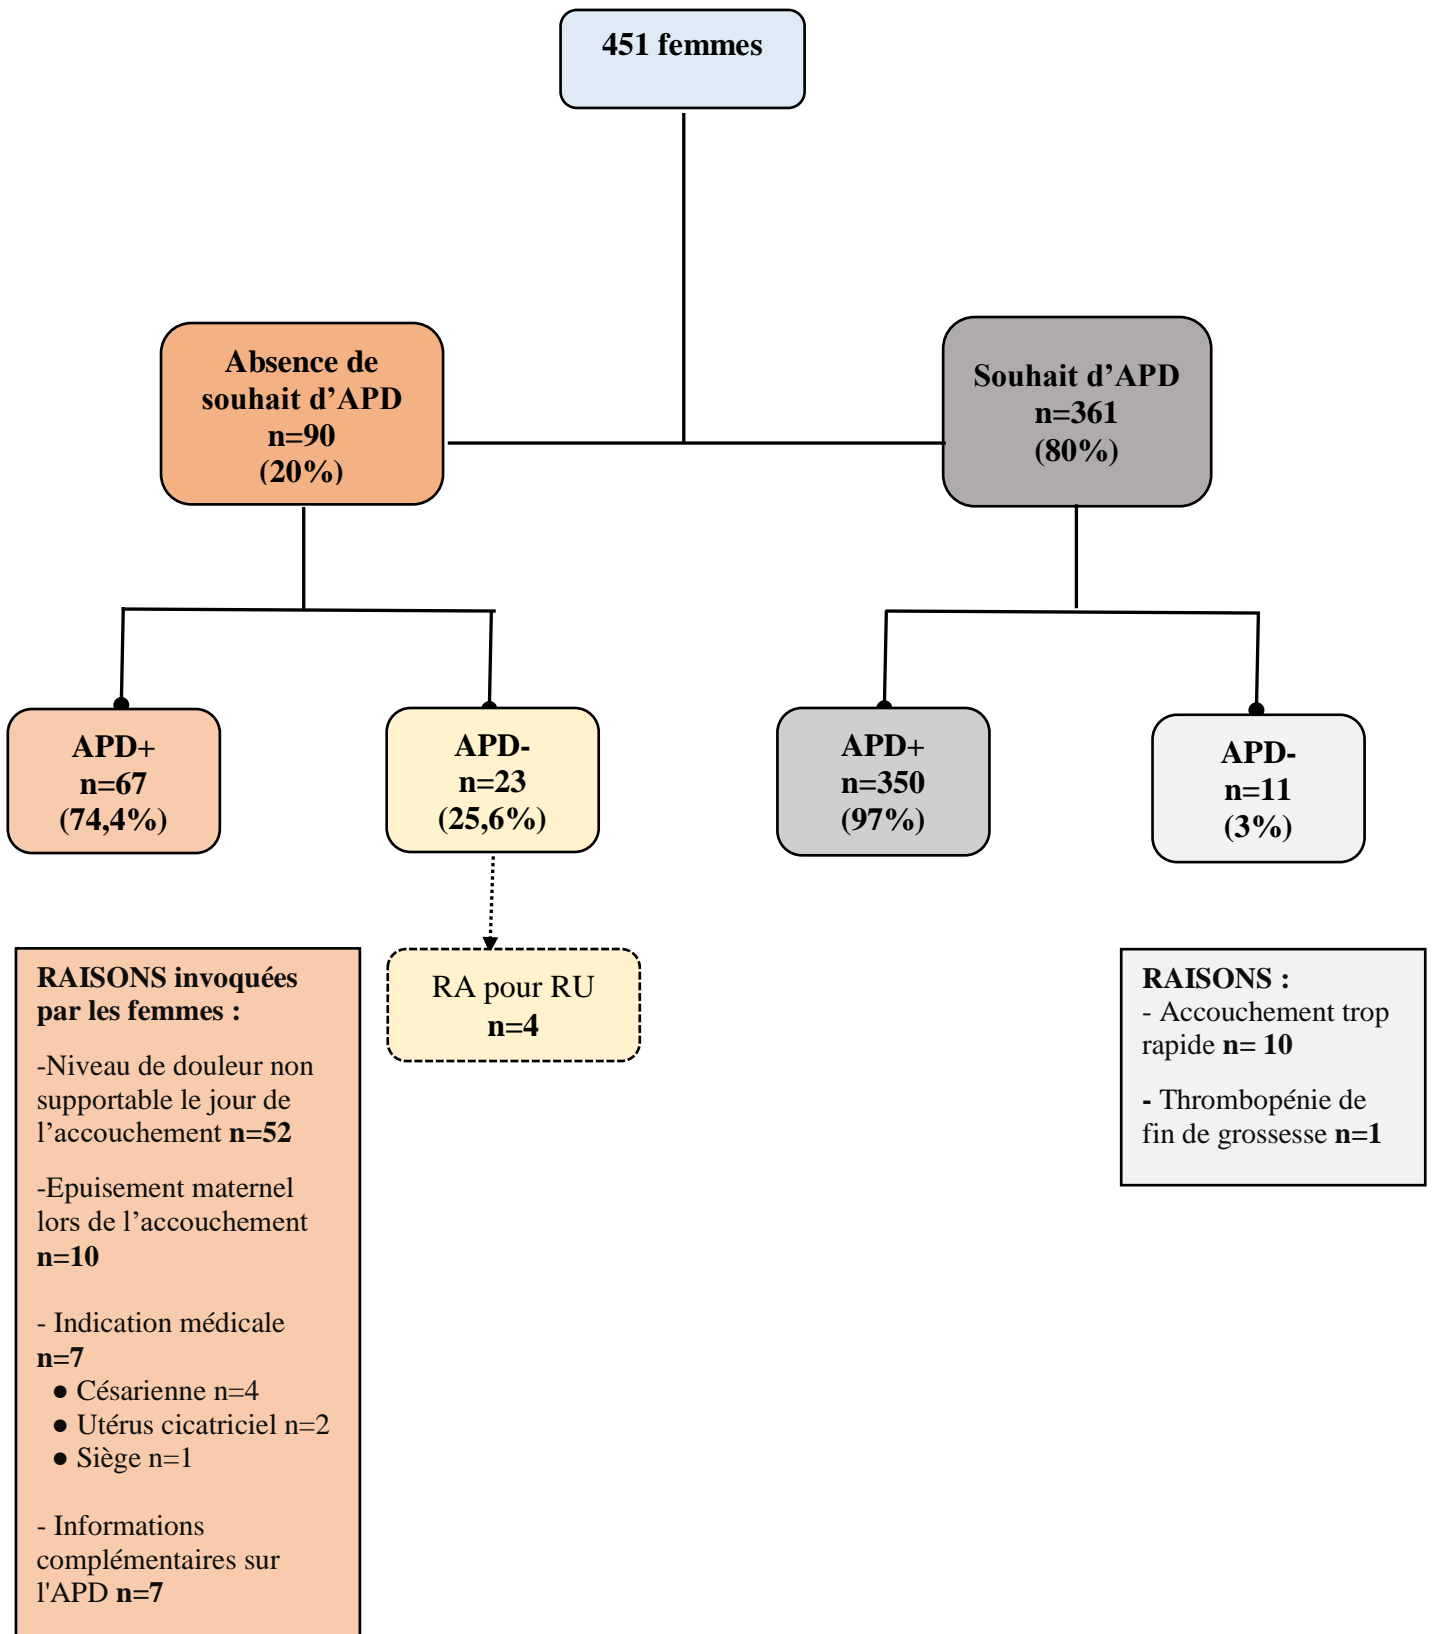 451 femmes
Absence de
souhait d’APD
n=90
(20%)
Souhait d’APD
n=361
(80%)
APD+
n=67
(74,4%)
APD-
n=23
(25,6%)
APD+
n=350
(97%)
APD-
n=11
(3%)
RA pour RU
n=4
RAISONS invoquées
par les femmes :
-Niveau de douleur non
supportable le jour de
l’accouchement n=52
-Epuisement maternel
lors de l’accouchement
n=10
- Indication médicale
n=7
● Césarienne n=4
● Utérus cicatriciel n=2
● Siège n=1
- Informations
complémentaires sur
l'APD n=7
RAISONS :
- Accouchement trop
rapide n= 10
- Thrombopénie de
fin de grossesse n=1